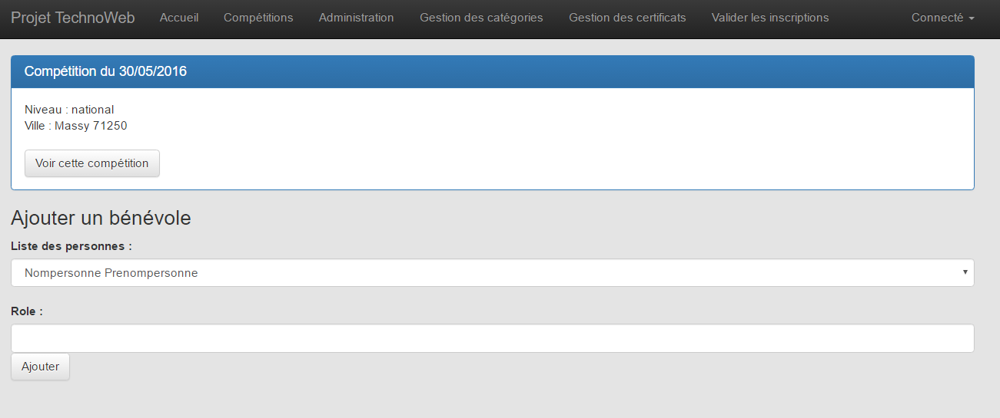 Projet TechnoWeb Accueil Compétitions Administration Gestion des catégories Gestion des certificats Valider les inscriptions Connecté
Compétition du 30/05/2016
Niveau : national
Ville : Massy 71250
Voir cette compétition
Ajouter un bénévole
Liste des personnes :
Nompersonne Prenompersonne
Role :
Ajouter